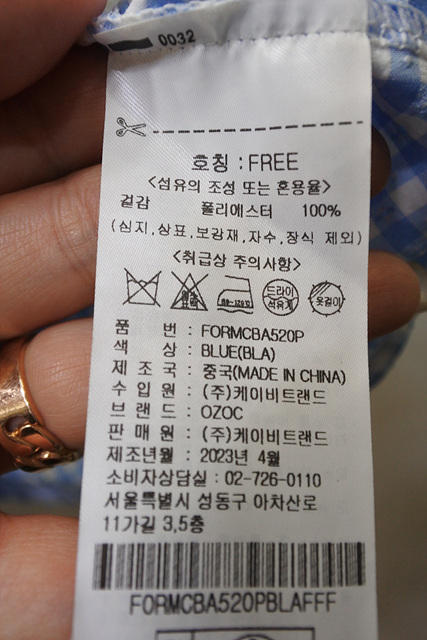 0032
호칭 : FREE
<섬유의 조성 또는 혼용율>
겉감 폴리에스터 100%
(심지,상표,보강재,자수,장식 제외)
<취급상 주의사항>
80~120℃ 드라이 석유계 옷걸이
품 번 : FORMCBA520P
색 상 : BLUE(BLA)
제 조 국 : 중국(MADE IN CHINA)
수 입 원 : (주)케이비트랜드
브 랜 드 : OZOC
판 매 원 : (주)케이비트랜드
제조년월 : 2023년 4월
소비자상담실 : 02-726-0110
서울특별시 성동구 아차산로
11가길 3,5층
FORMCBA520PBLAFFF